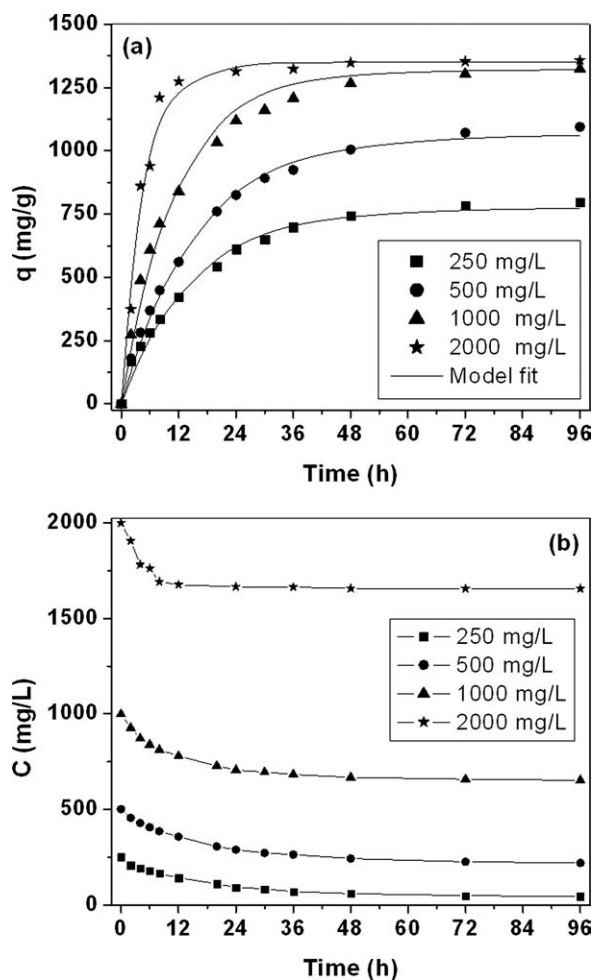 (a)
q (mg/g)
1500
1250
1000
750
500
250
0
250 mg/L
500 mg/L
1000 mg/L
2000 mg/L
Model fit
0 12 24 36 48 60 72 84 96
Time (h)
(b)
C (mg/L)
2000
1500
1000
500
0
250 mg/L
500 mg/L
1000 mg/L
2000 mg/L
0 12 24 36 48 60 72 84 96
Time (h)